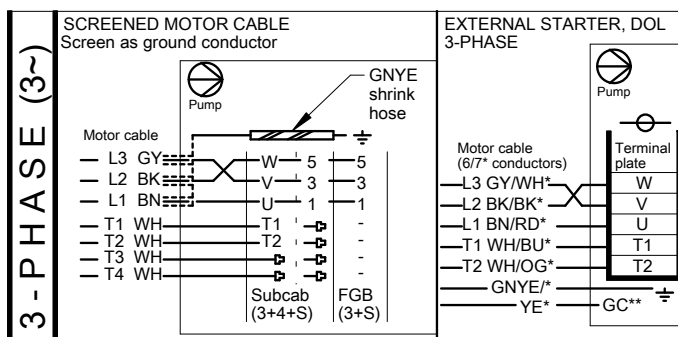 3-PHASE (3~)
SCREENED MOTOR CABLE
Screen as ground conductor
Pump
GNYE
shrink
hose
Motor cable
L3 GY W 5 5
L2 BK V 3 3
L1 BN U 1 1
T1 WH T1 -
T2 WH T2 -
T3 WH -
T4 WH -
Subcab FGB
(3+4+S) (3+S)
EXTERNAL STARTER, DOL
3-PHASE
Pump
Motor cable
(6/7* conductors)
Terminal
plate
L3 GY/WH* W
L2 BK/BK* V
L1 BN/RD* U
T1 WH/BU* T1
T2 WH/OG* T2
GNYE/*
YE* GC**